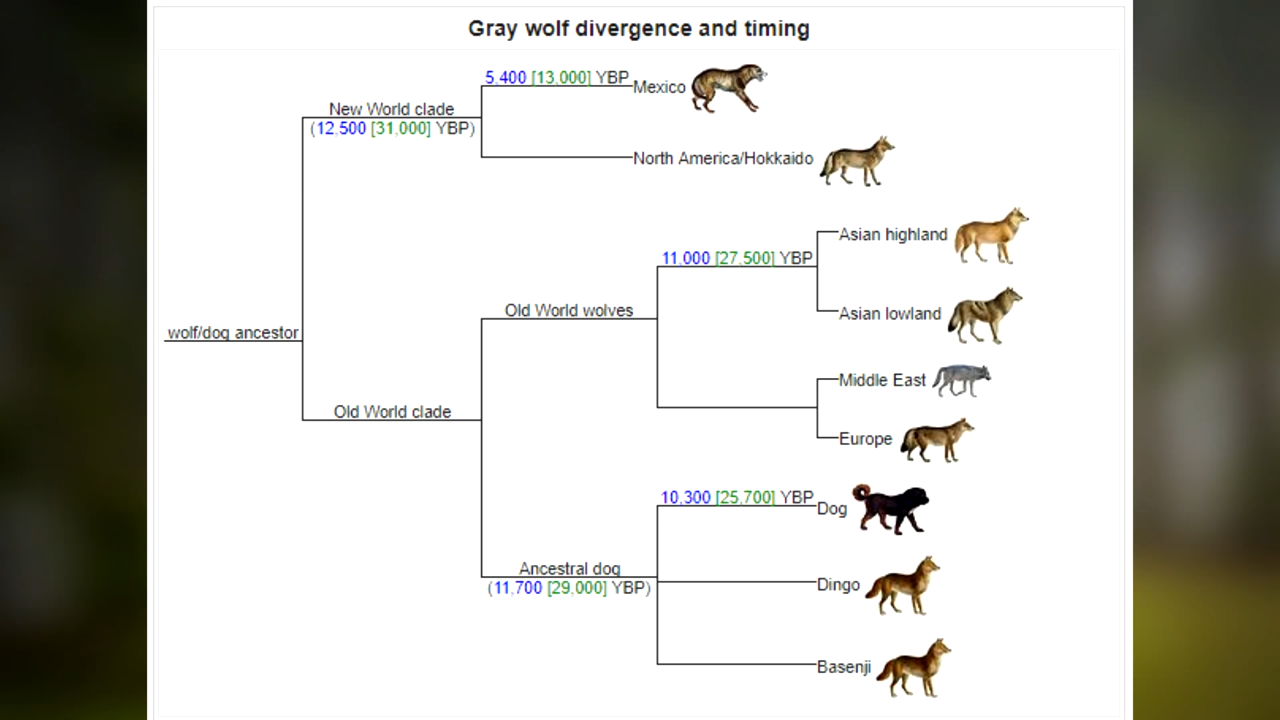 Gray wolf divergence and timing
5,400 [13,000] YBP
Mexico
New World clade
(12,500 [31,000] YBP)
North America/Hokkaido
Asian highland
11,000 [27,500] YBP
Old World wolves
Asian lowland
wolf/dog ancestor
Middle East
Old World clade
Europe
10,300 [25,700] YBP
Dog
Ancestral dog
(11,700 [29,000] YBP)
Dingo
Basenji